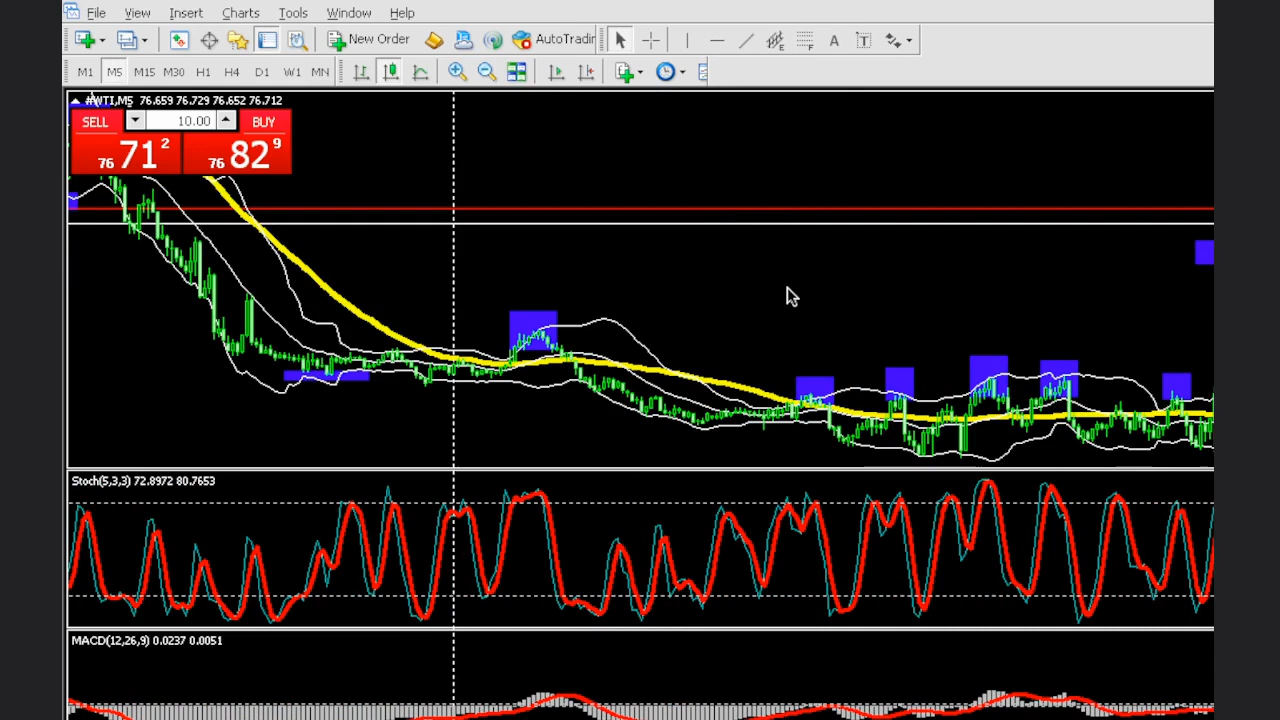 File View Insert Charts Tools Window Help
New Order AutoTradin
M1 M5 M15 M30 H1 H4 D1 W1 MN
#WTI,M5 76.659 76.729 76.652 76.712
SELL 10.00 BUY
76 71 2 76 82 9
Stoch(5,3,3) 72.8972 80.7653
MACD(12,26,9) 0.0237 0.0051